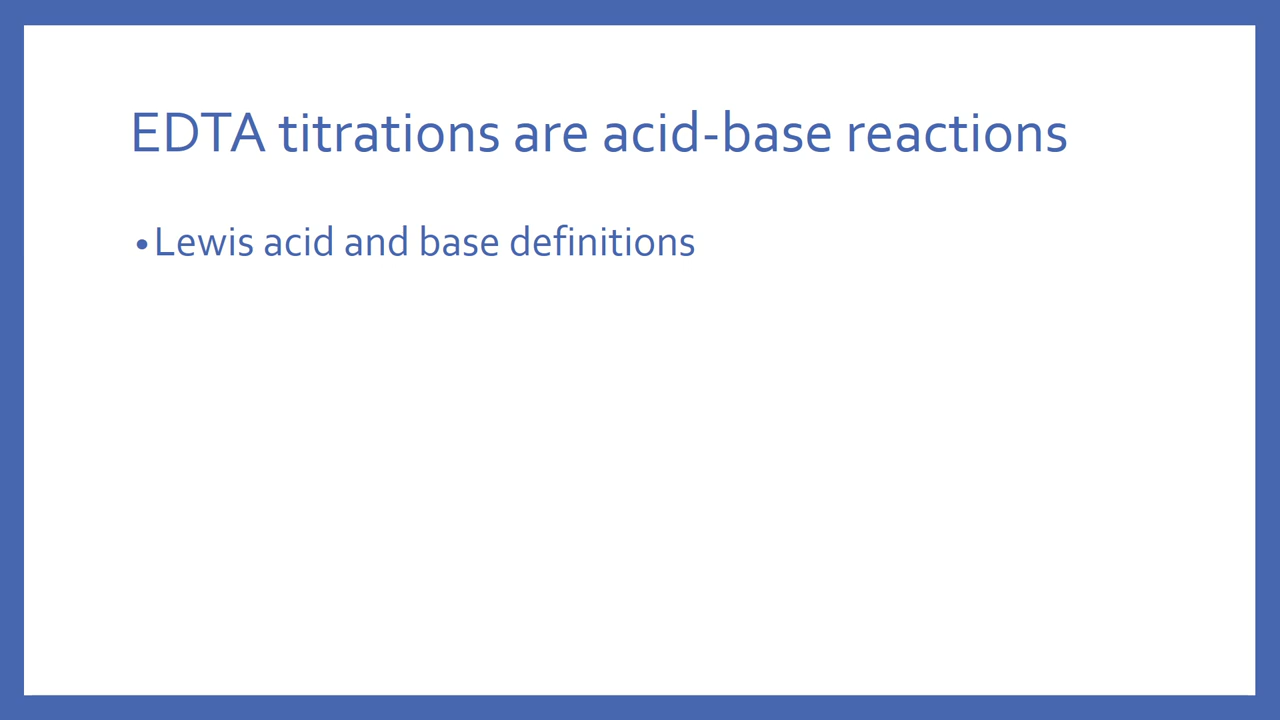 EDTA titrations are acid-base reactions
•Lewis acid and base definitions